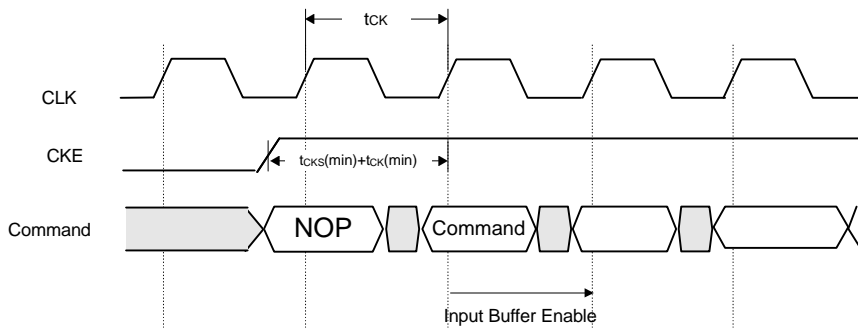 tCK
CLK
CKE
tCKS(min)+tCK(min)
Command
NOP
Command
Input Buffer Enable